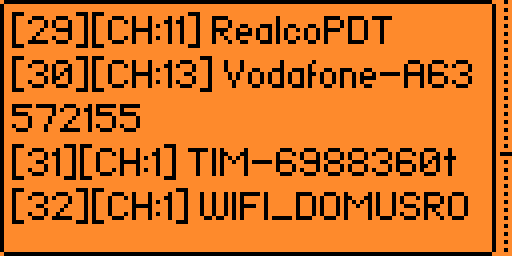 [29][CH:11] RealcoPDT
[30][CH:13] Vodafone-A63
572155
[31][CH:1] TIM-6988360t
[32][CH:1] WIFI_DOMUSRO